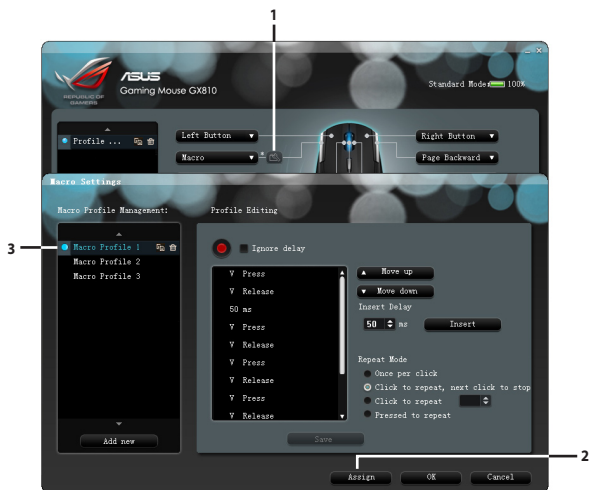 1
REPUBLIC OF
GAMERS
ASUS
Gaming Mouse GX810
Standard Mode: 100%
Profile ...
Left Button
Right Button
Macro
Page Backward
Macro Settings
Macro Profile Management:
Profile Editing
3
Macro Profile 1
Macro Profile 2
Macro Profile 3
Add new
Ignore delay
V Press
V Release
50 ms
V Press
V Release
V Press
V Release
V Press
V Release
Move up
Move down
Insert Delay
50 ms Insert
Repeat Mode
Once per click
Click to repeat, next click to stop
Click to repeat
Pressed to repeat
Save
2
Assign
OK
Cancel